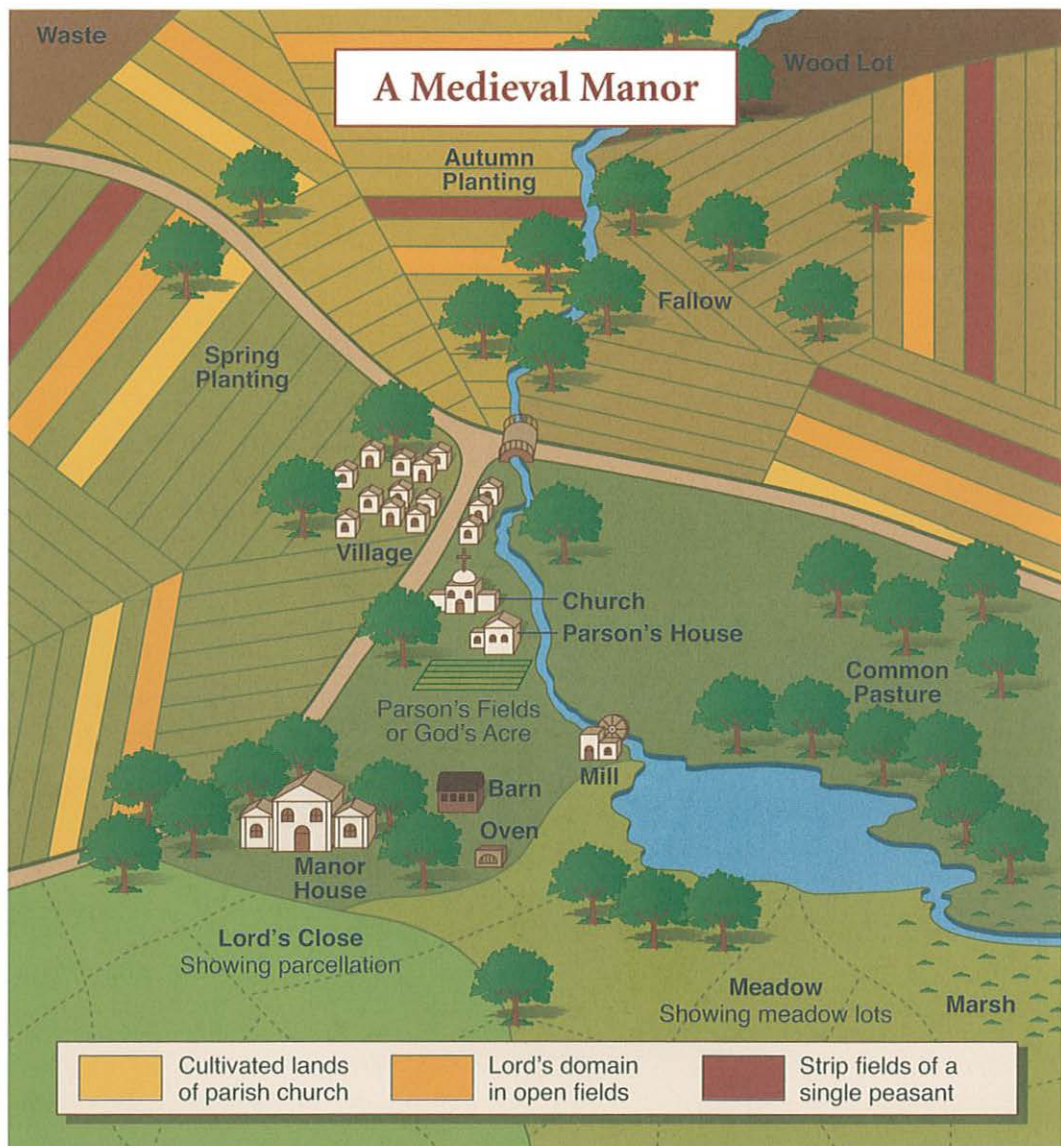 Waste
A Medieval Manor
Wood Lot
Autumn
Planting
Fallow
Spring
Planting
Village
Church
Parson's House
Common
Pasture
Parson's Fields
or God's Acre
Mill
Barn
Oven
Manor
House
Lord's Close
Showing parcellation
Meadow
Showing meadow lots
Marsh
Cultivated lands
of parish church
Lord's domain
in open fields
Strip fields of a
single peasant